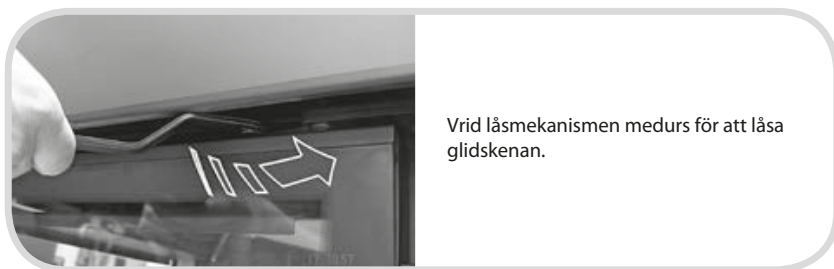 Vrid låsmekanismen medurs för att låsa
glidskenan.